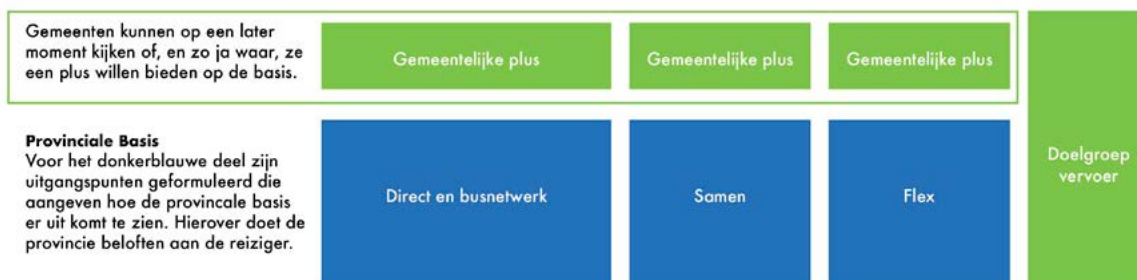 Gemeenten kunnen op een later
moment kijken of, en zo ja waar, ze
een plus willen bieden op de basis.
Gemeentelijke plus
Gemeentelijke plus
Gemeentelijke plus
Provinciale Basis
Voor het donkerblauwe deel zijn
uitgangspunten geformuleerd die
aangeven hoe de provincale basis
er uit komt te zien. Hierover doet de
provincie beloften aan de reiziger.
Direct en busnetwerk
Samen
Flex
Doelgroep
vervoer